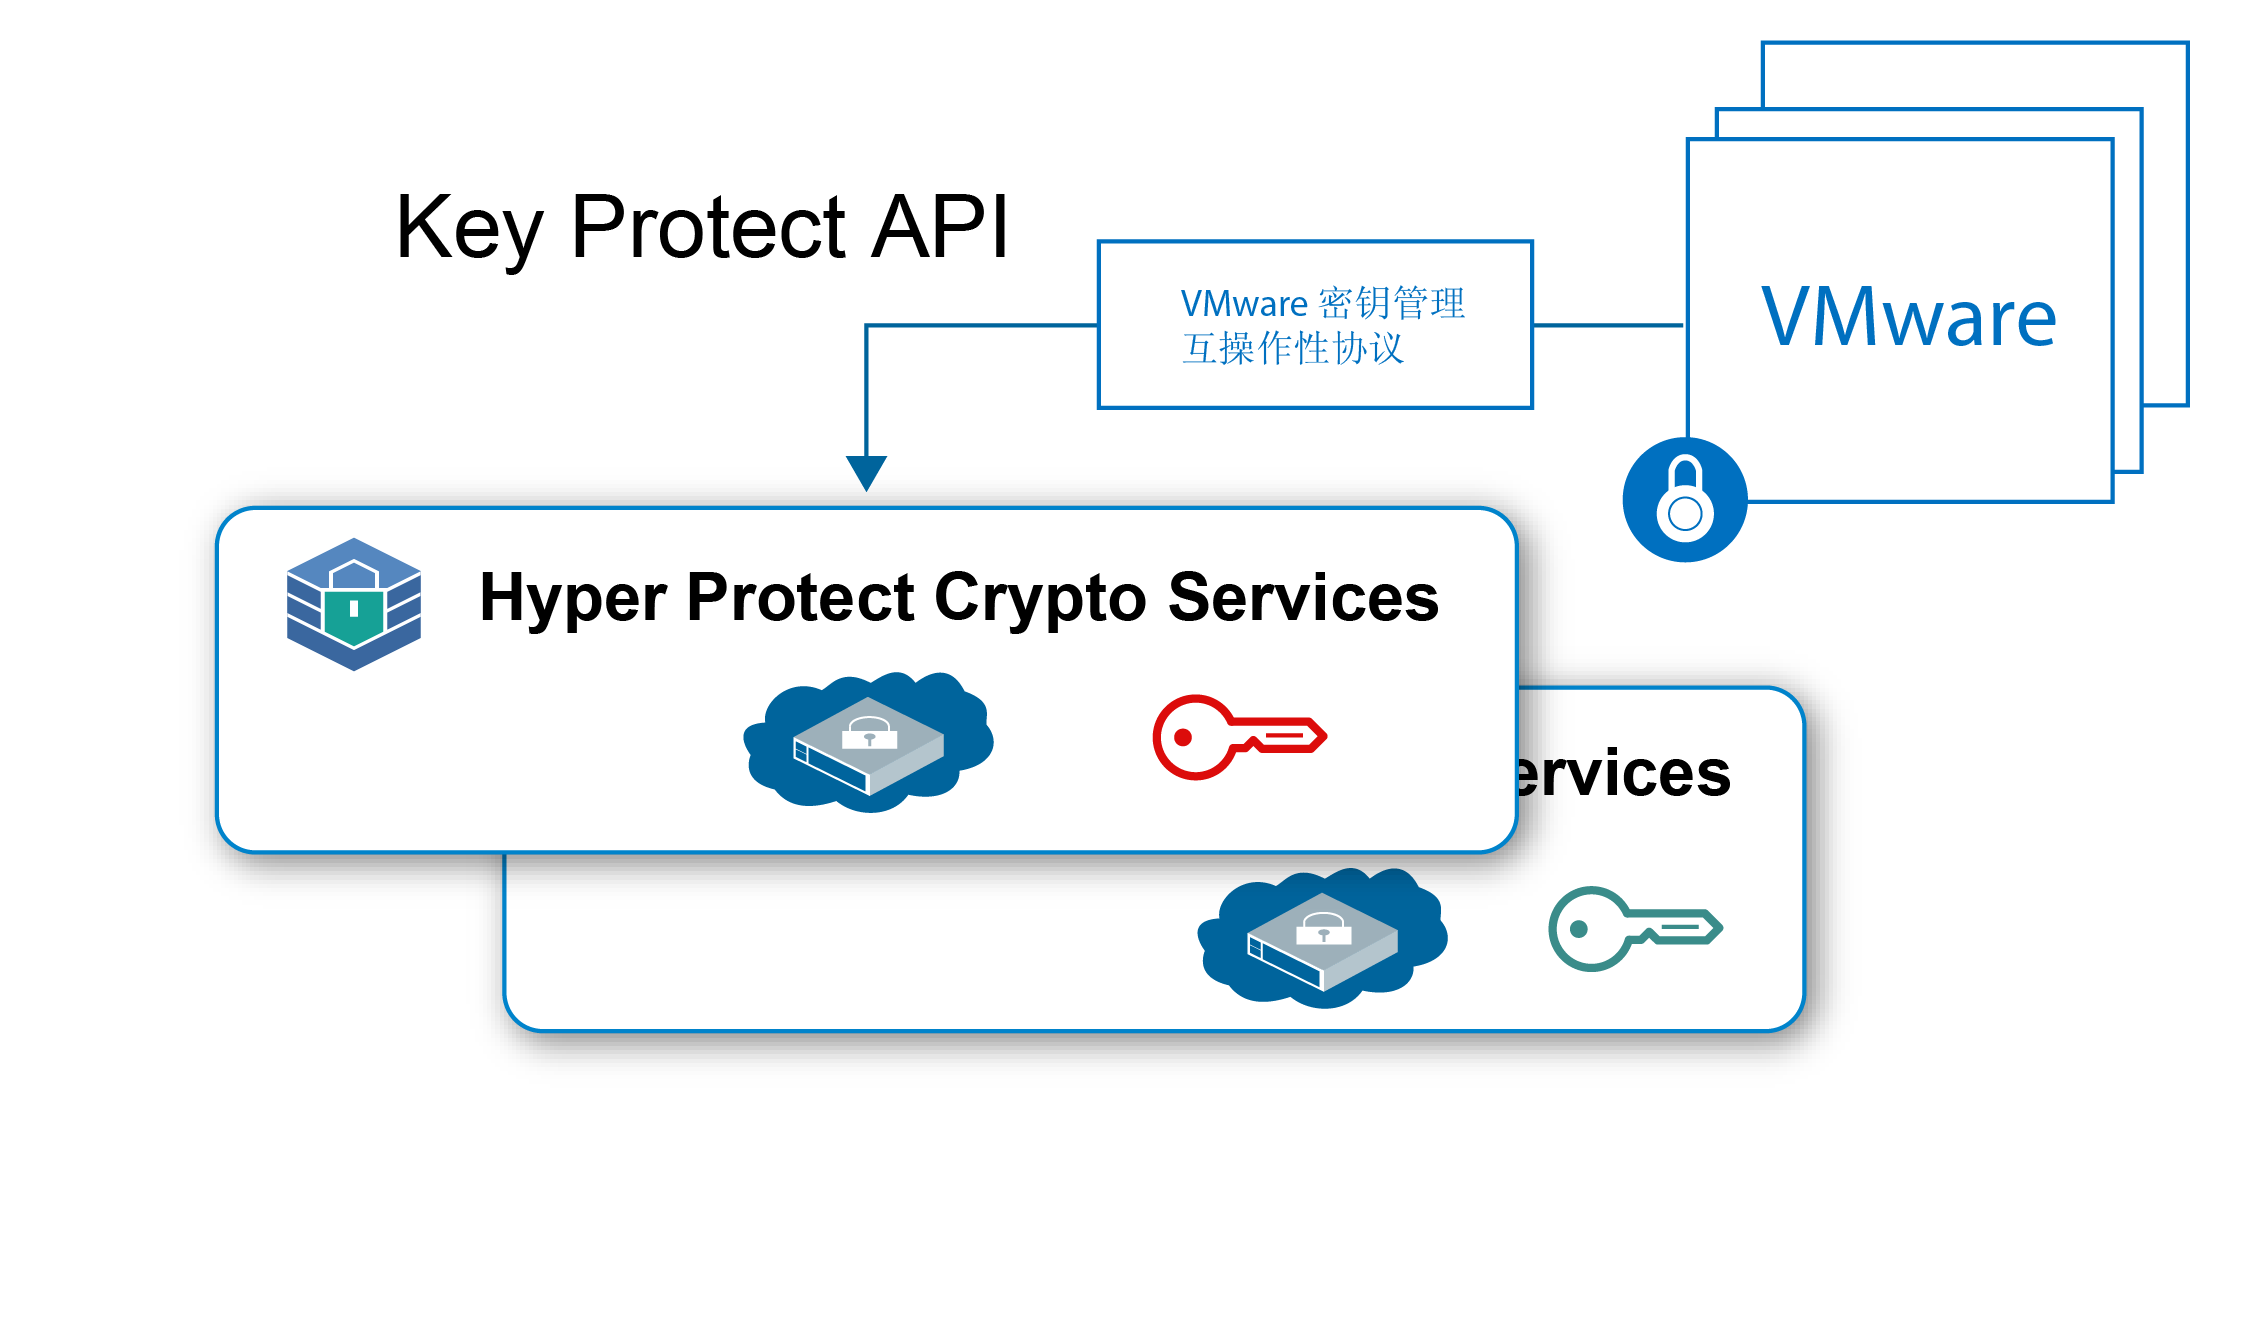 Key Protect API
VMware 密钥管理
互操作性协议
VMware
Hyper Protect Crypto Services
ervices